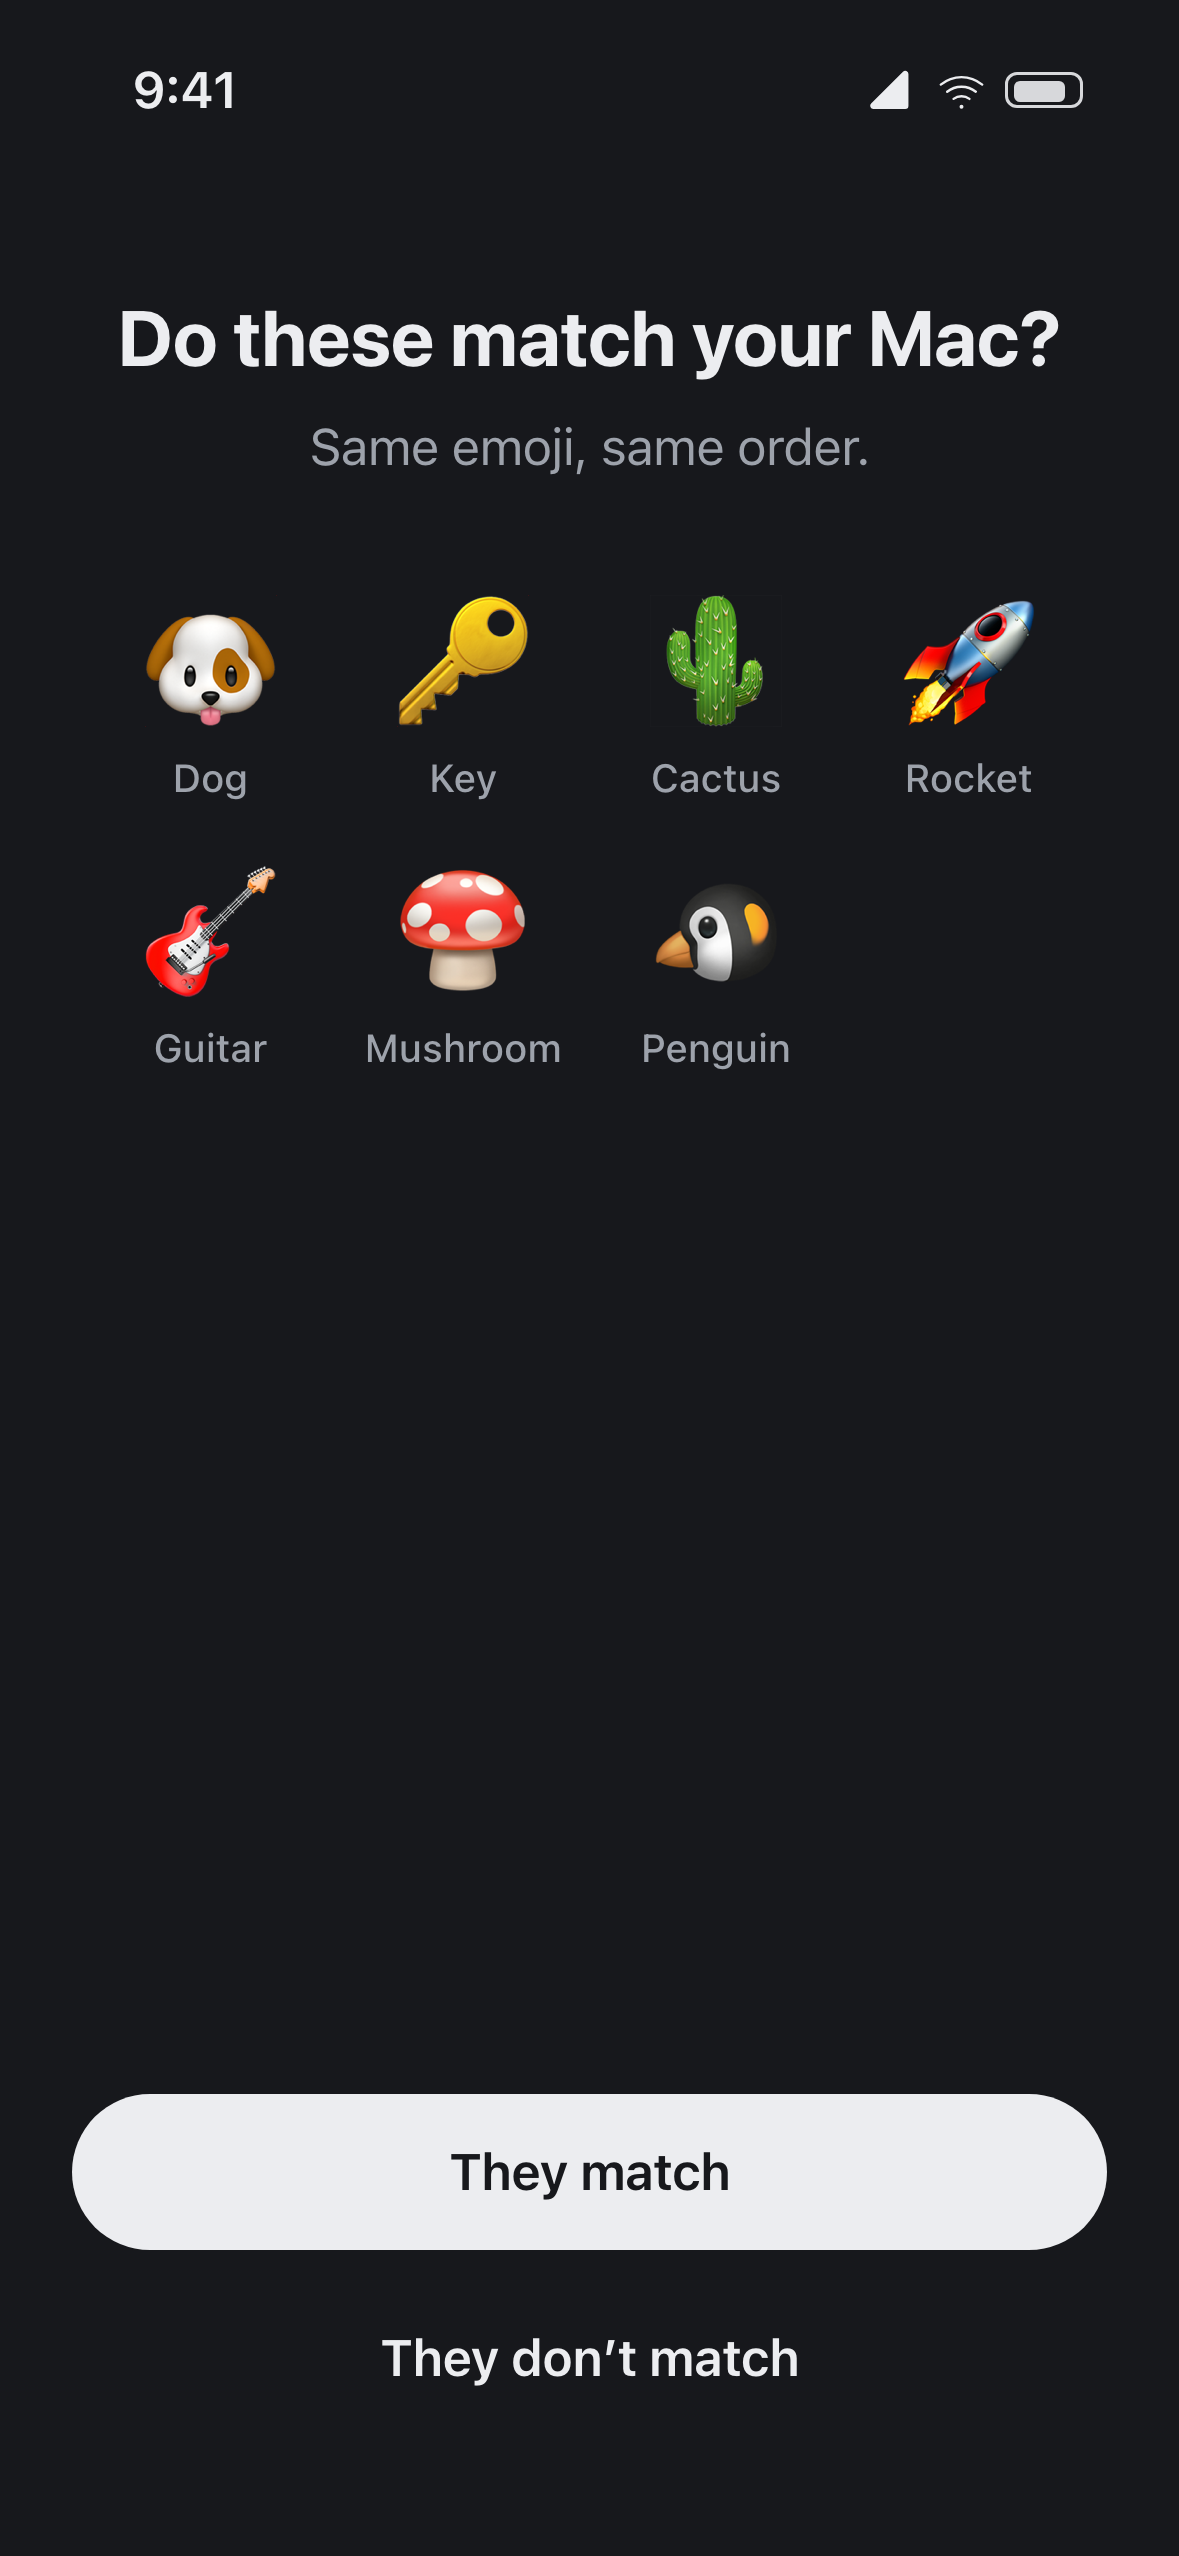 9:41
Do these match your Mac?
Same emoji, same order.
Dog Key Cactus Rocket
Guitar Mushroom Penguin
They match
They don’t match